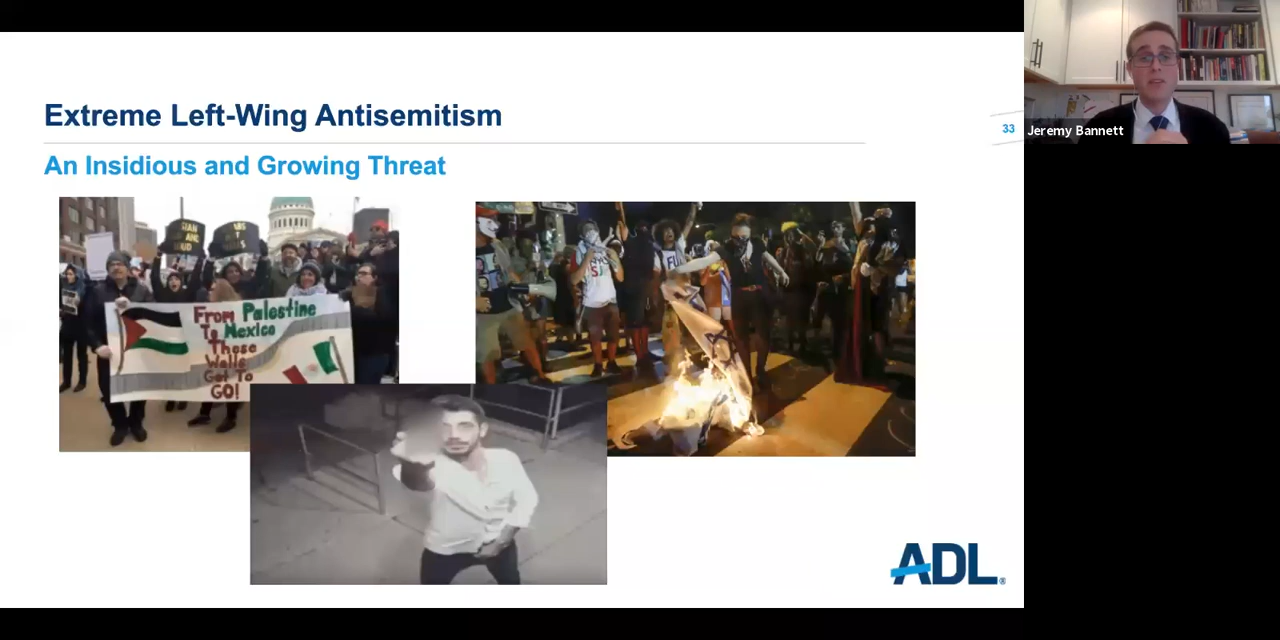 Extreme Left-Wing Antisemitism
An Insidious and Growing Threat
33
Jeremy Bannett
From Palestine
To Mexico
Those
Walls
Got To
GO!
ADL